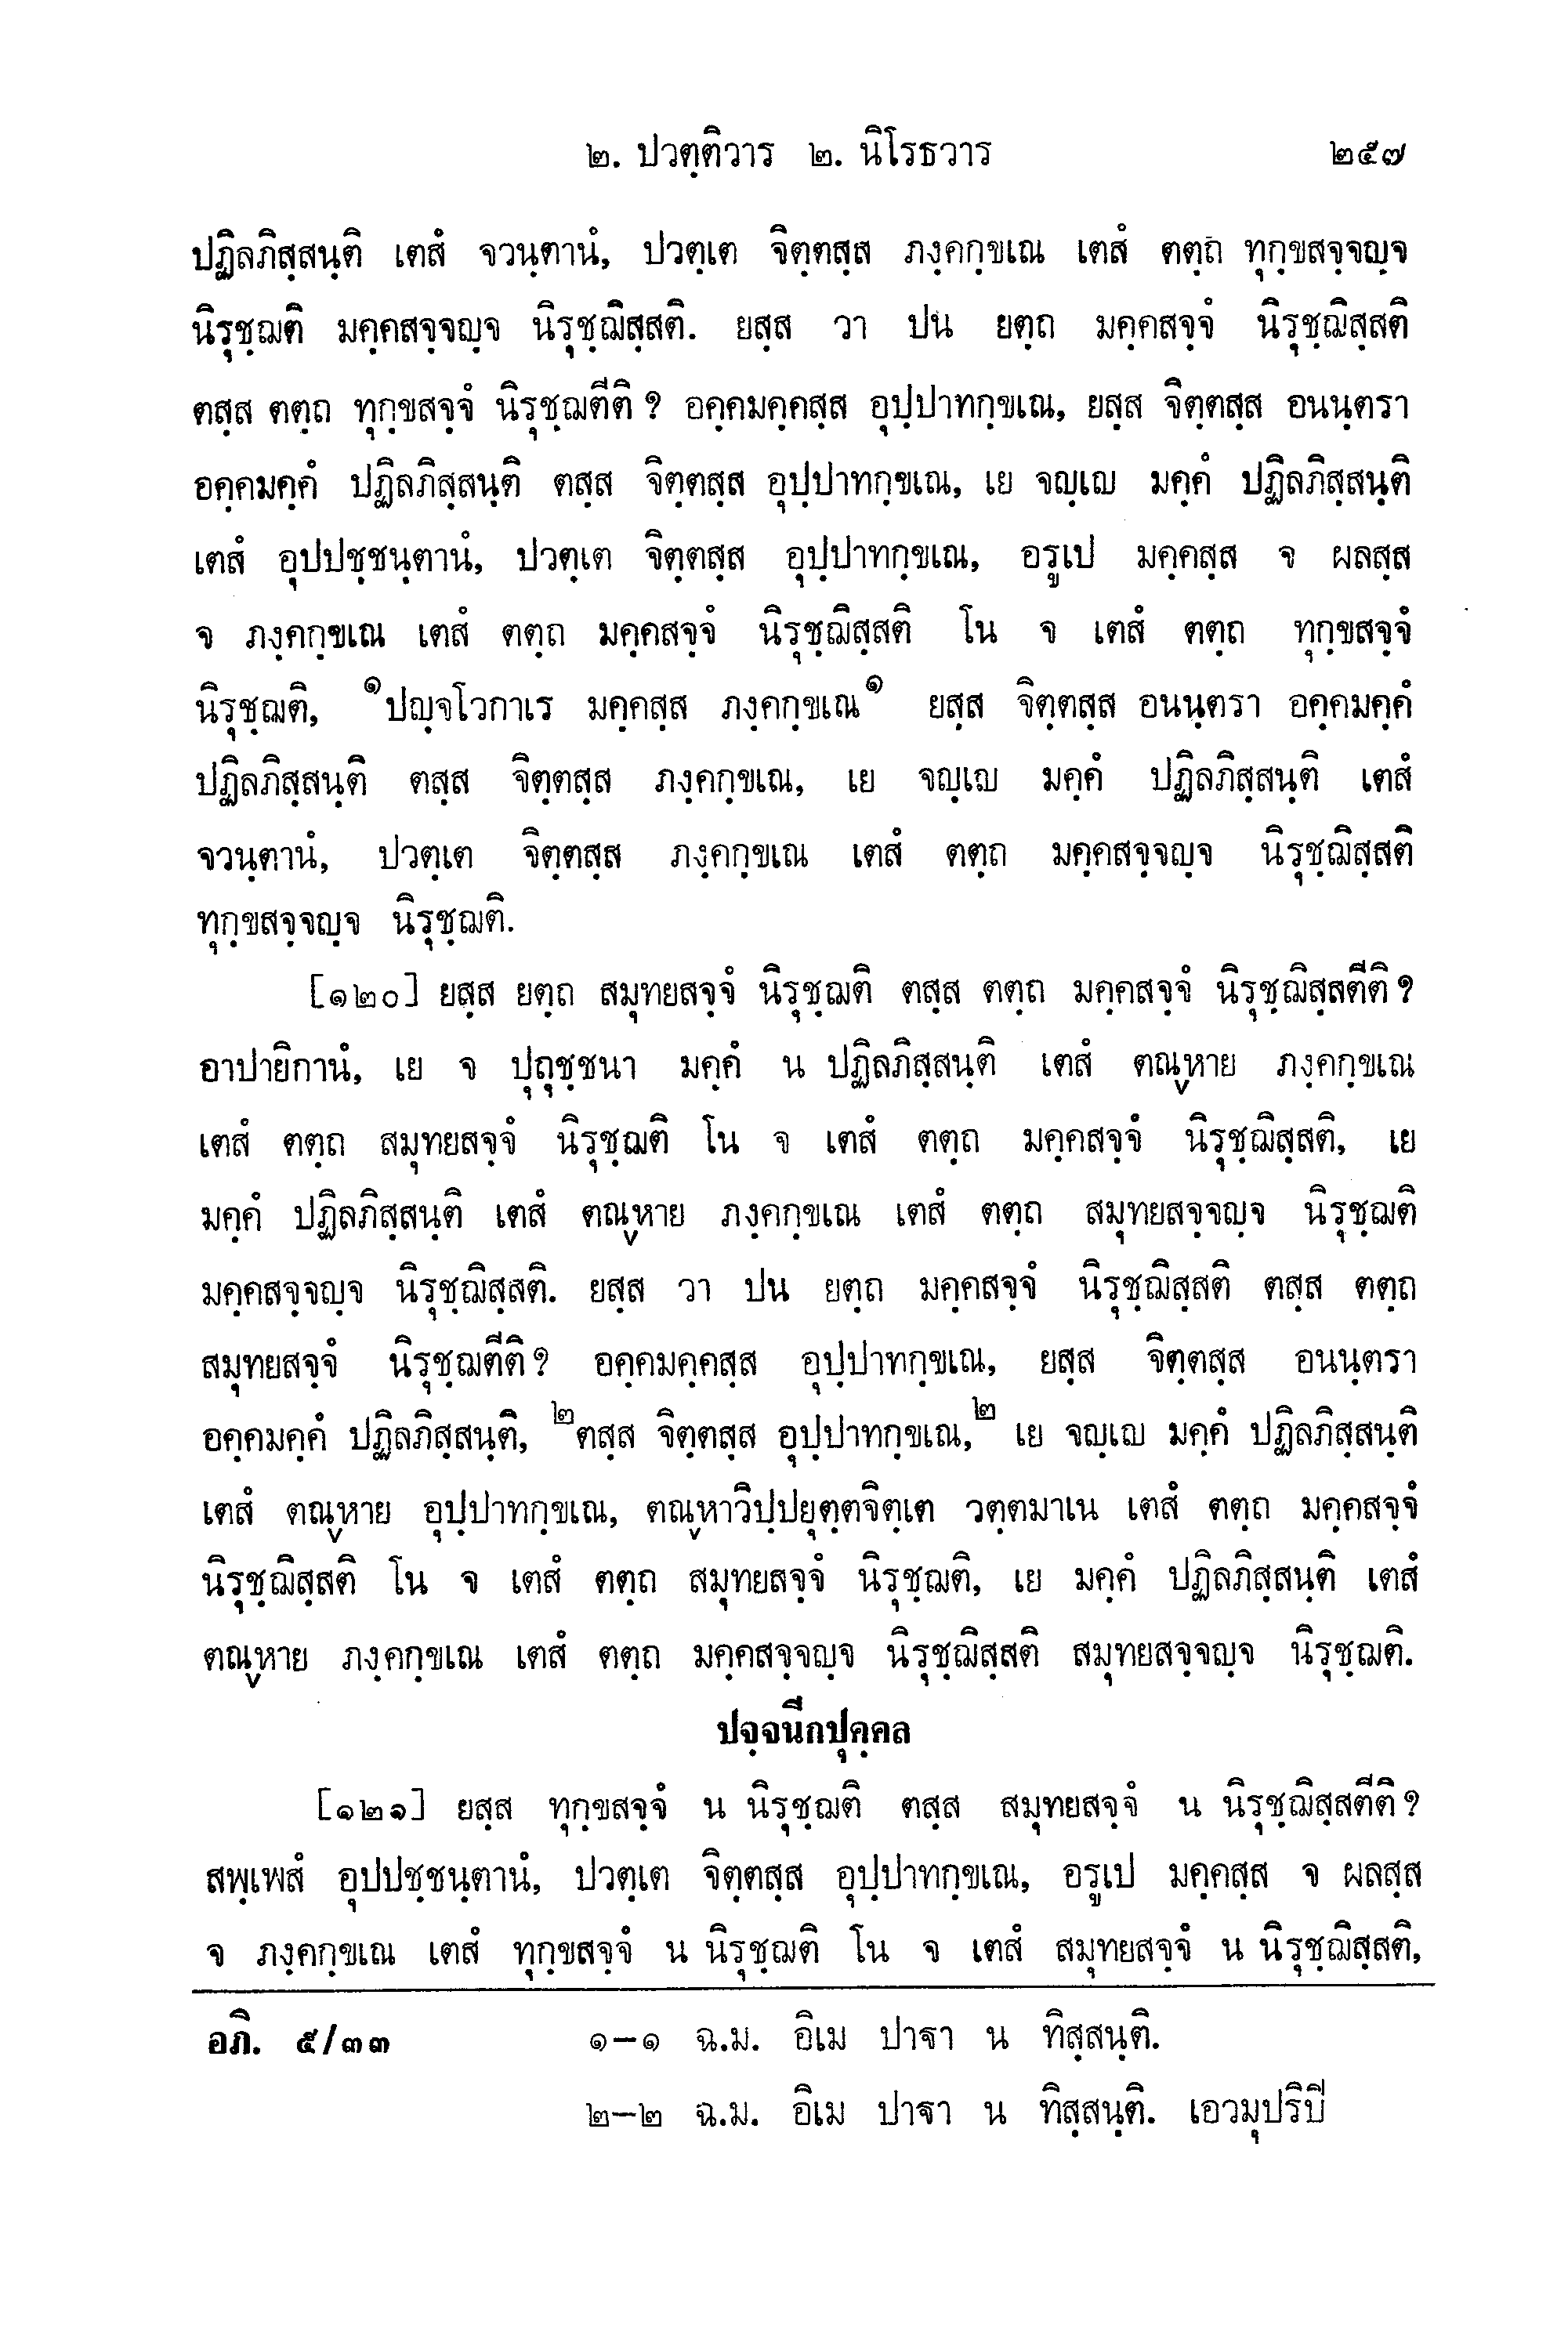 ๒. ปวตฺติวาร ๒. นิโรธวาร ๒๕๗
ปฏิลภิสฺสนฺติ เตสํ จวนฺตานํ, ปวตฺเต จิตฺตสฺส ภงฺคกฺขเณ เตสํ ตตฺถ ทุกฺขสจฺจญฺจ
นิรุชฺฌติ มคฺคสจฺจญฺจ นิรุชฺฌิสฺสติ. ยสฺส วา ปน ยตฺถ มคฺคสจฺจํ นิรุชฺฌิสฺสติ
ตสฺส ตตฺถ ทุกฺขสจฺจํ นิรุชฺฌตีติ ? อคฺคมคฺคสฺส อุปฺปาทกฺขเณ, ยสฺส จิตฺตสฺส อนนฺตรา
อคฺคมคฺคํ ปฏิลภิสฺสนฺติ ตสฺส จิตฺตสฺส อุปฺปาทกฺขเณ, เย จญฺเญ มคฺคํ ปฏิลภิสฺสนฺติ
เตสํ อุปปชฺชนฺตานํ, ปวตฺเต จิตฺตสฺส อุปฺปาทกฺขเณ, อรูเป มคฺคสฺส จ ผลสฺส
จ ภงฺคกฺขเณ เตสํ ตตฺถ มคฺคสจฺจํ นิรุชฺฌิสฺสติ โน จ เตสํ ตตฺถ ทุกฺขสจฺจํ
นิรุชฺฌติ, ๑ปญฺจโวกาเร มคฺคสฺส ภงฺคกฺขเณ๑ ยสฺส จิตฺตสฺส อนนฺตรา อคฺคมคฺคํ
ปฏิลภิสฺสนฺติ ตสฺส จิตฺตสฺส ภงฺคกฺขเณ, เย จญฺเญ มคฺคํ ปฏิลภิสฺสนฺติ เตสํ
จวนฺตานํ, ปวตฺเต จิตฺตสฺส ภงฺคกฺขเณ เตสํ ตตฺถ มคฺคสจฺจญฺจ นิรุชฺฌิสฺสติ
ทุกฺขสจฺจญฺจ นิรุชฺฌติ.
[๑๒๐] ยสฺส ยตฺถ สมุทยสจฺจํ นิรุชฺฌติ ตสฺส ตตฺถ มคฺคสจฺจํ นิรุชฺฌิสฺสตีติ ?
อาปายิกานํ, เย จ ปุถุชฺชนา มคฺคํ น ปฏิลภิสฺสนฺติ เตสํ ตณฺหาย ภงฺคกฺขเณ
เตสํ ตตฺถ สมุทยสจฺจํ นิรุชฺฌติ โน จ เตสํ ตตฺถ มคฺคสจฺจํ นิรุชฺฌิสฺสติ, เย
มคฺคํ ปฏิลภิสฺสนฺติ เตสํ ตณฺหาย ภงฺคกฺขเณ เตสํ ตตฺถ สมุทยสจฺจญฺจ นิรุชฺฌติ
มคฺคสจฺจญฺจ นิรุชฺฌิสฺสติ. ยสฺส วา ปน ยตฺถ มคฺคสจฺจํ นิรุชฺฌิสฺสติ ตสฺส ตตฺถ
สมุทยสจฺจํ นิรุชฺฌตีติ ? อคฺคมคฺคสฺส อุปฺปาทกฺขเณ, ยสฺส จิตฺตสฺส อนนฺตรา
อคฺคมคฺคํ ปฏิลภิสฺสนฺติ, ๒ตสฺส จิตฺตสฺส อุปฺปาทกฺขเณ,๒ เย จญฺเญ มคฺคํ ปฏิลภิสฺสนฺติ
เตสํ ตณฺหาย อุปฺปาทกฺขเณ, ตณฺหาวิปฺปยุตฺตจิตฺเต วตฺตมาเน เตสํ ตตฺถ มคฺคสจฺจํ
นิรุชฺฌิสฺสติ โน จ เตสํ ตตฺถ สมุทยสจฺจํ นิรุชฺฌติ, เย มคฺคํ ปฏิลภิสฺสนฺติ เตสํ
ตณฺหาย ภงฺคกฺขเณ เตสํ ตตฺถ มคฺคสจฺจญฺจ นิรุชฺฌิสฺสติ สมุทยสจฺจญฺจ นิรุชฺฌติ.
ปจฺจนีกปุคฺคล
[๑๒๑] ยสฺส ทุกฺขสจฺจํ น นิรุชฺฌติ ตสฺส สมุทยสจฺจํ น นิรุชฺฌิสฺสตีติ ?
สพฺเพสํ อุปปชฺชนฺตานํ, ปวตฺเต จิตฺตสฺส อุปฺปาทกฺขเณ, อรูเป มคฺคสฺส จ ผลสฺส
จ ภงฺคกฺขเณ เตสํ ทุกฺขสจฺจํ น นิรุชฺฌติ โน จ เตสํ สมุทยสจฺจํ น นิรุชฺฌิสฺสติ,
อภิ. ๕/๓๓ ๑–๑ ฉ.ม. อิเม ปาฐา น ทิสฺสนฺติ.
๒–๒ ฉ.ม. อิเม ปาฐา น ทิสฺสนฺติ. เอวมุปริปี